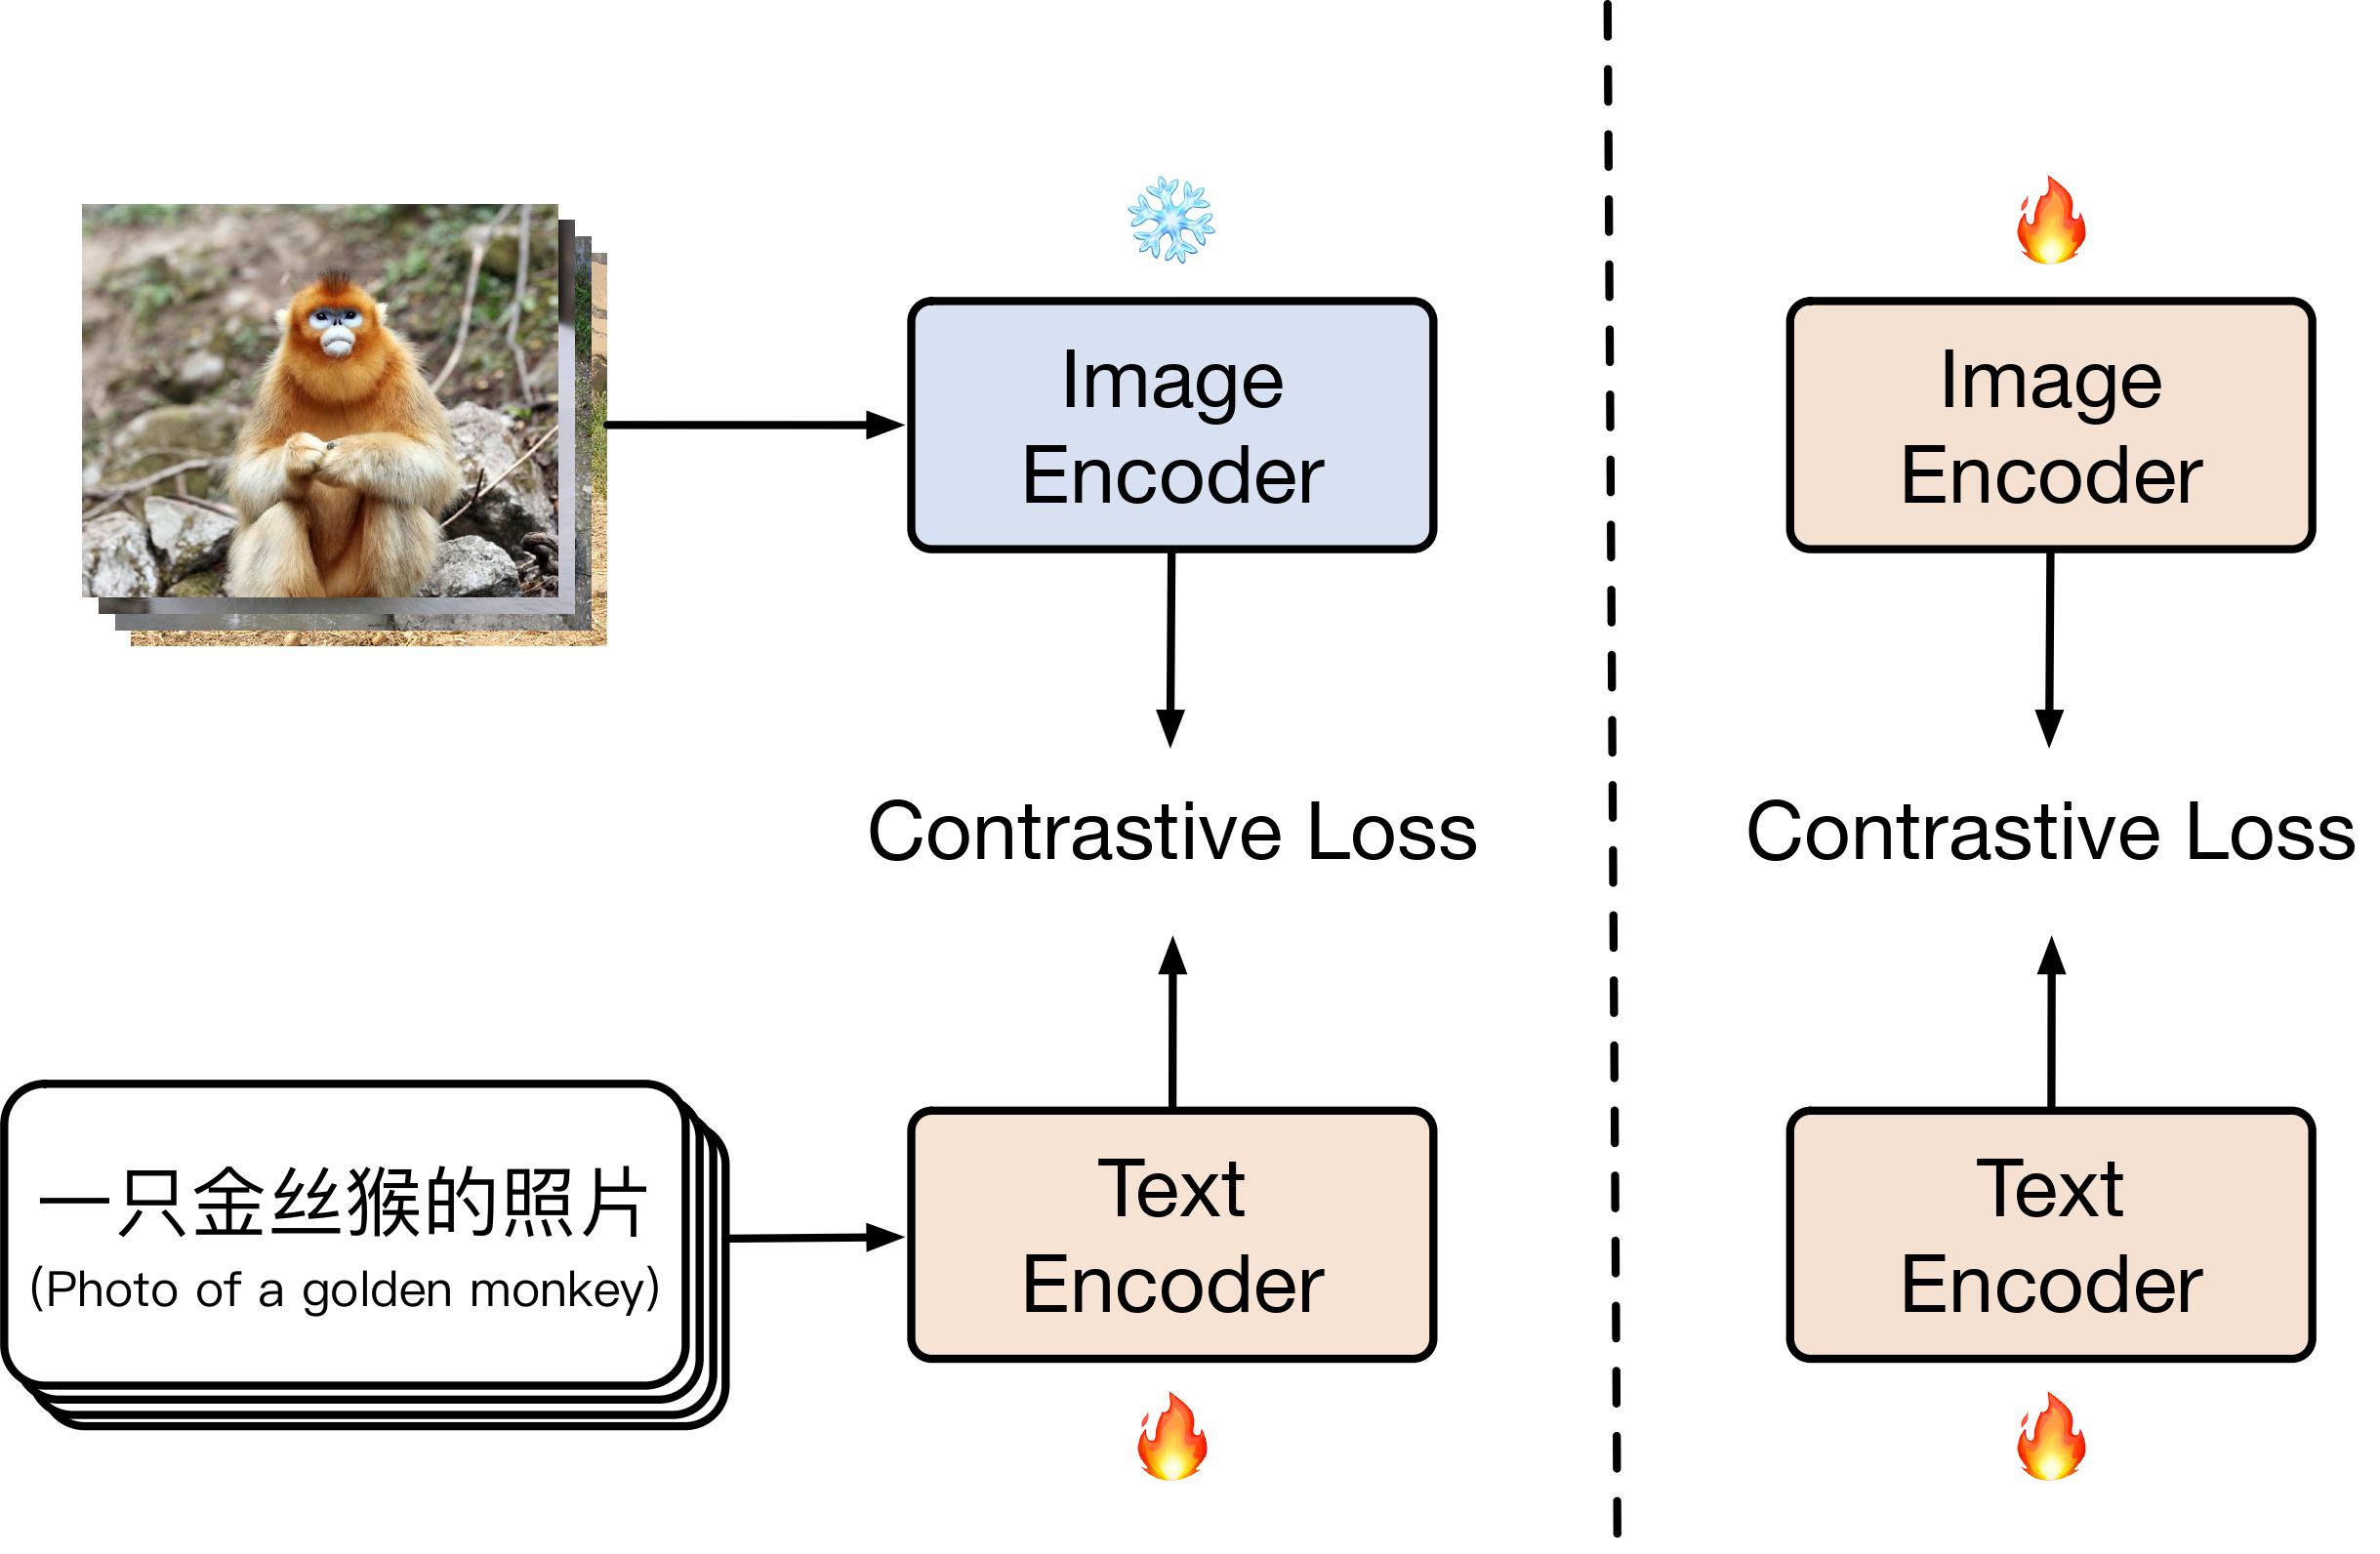 Image
Encoder
Image
Encoder
Contrastive Loss
Contrastive Loss
一只金丝猴的照片
(Photo of a golden monkey)
Text
Encoder
Text
Encoder